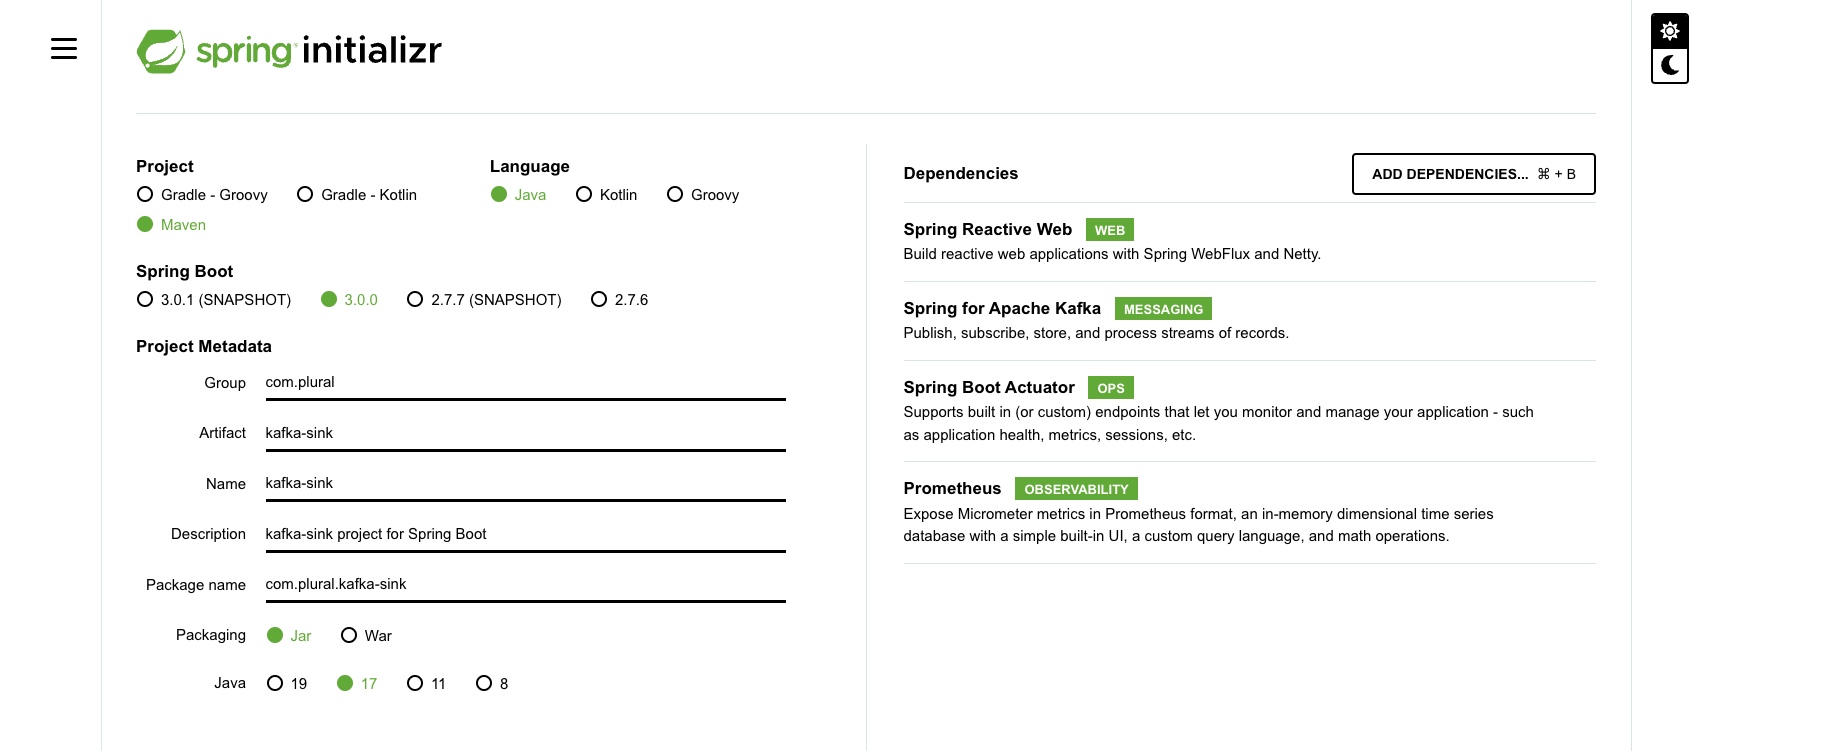 spring initializr
Project
Gradle - Groovy Gradle - Kotlin
Maven
Language
Java Kotlin Groovy
Spring Boot
3.0.1 (SNAPSHOT) 3.0.0 2.7.7 (SNAPSHOT) 2.7.6
Project Metadata
Group com.plural
Artifact kafka-sink
Name kafka-sink
Description kafka-sink project for Spring Boot
Package name com.plural.kafka-sink
Packaging Jar War
Java 19 17 11 8
Dependencies ADD DEPENDENCIES... ⌘ + B
Spring Reactive Web WEB
Build reactive web applications with Spring WebFlux and Netty.
Spring for Apache Kafka MESSAGING
Publish, subscribe, store, and process streams of records.
Spring Boot Actuator OPS
Supports built in (or custom) endpoints that let you monitor and manage your application - such
as application health, metrics, sessions, etc.
Prometheus OBSERVABILITY
Expose Micrometer metrics in Prometheus format, an in-memory dimensional time series
database with a simple built-in UI, a custom query language, and math operations.